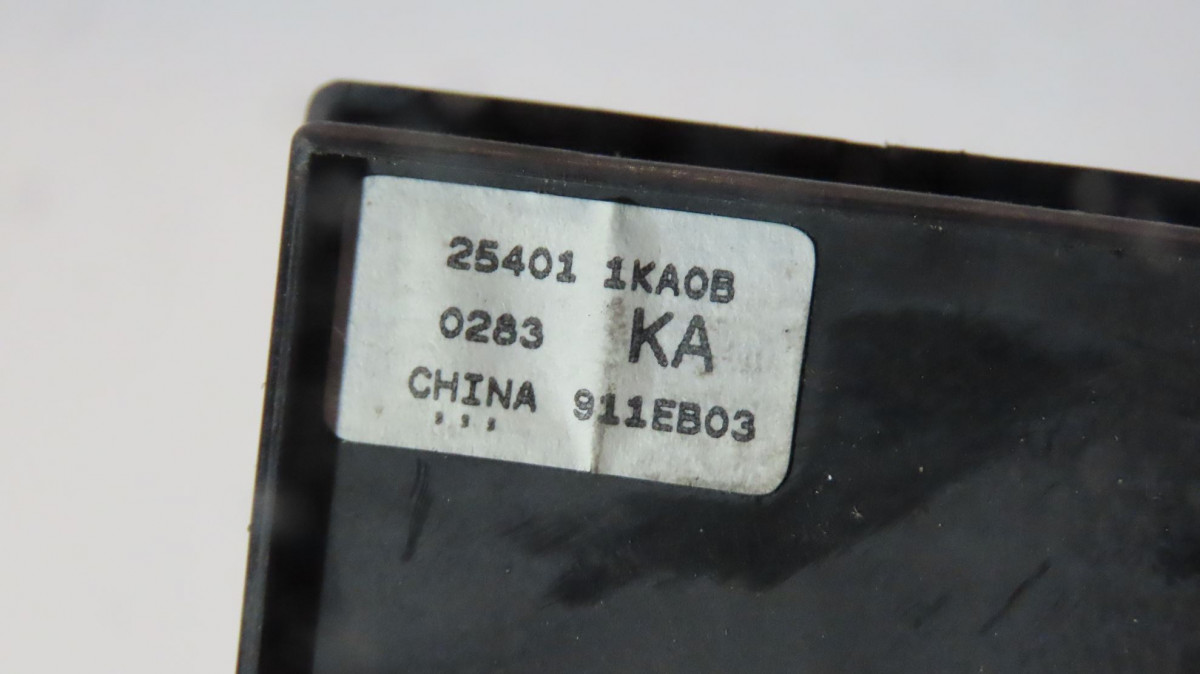 25401 1KA0B
0283 KA
CHINA 911EB03
, , ,